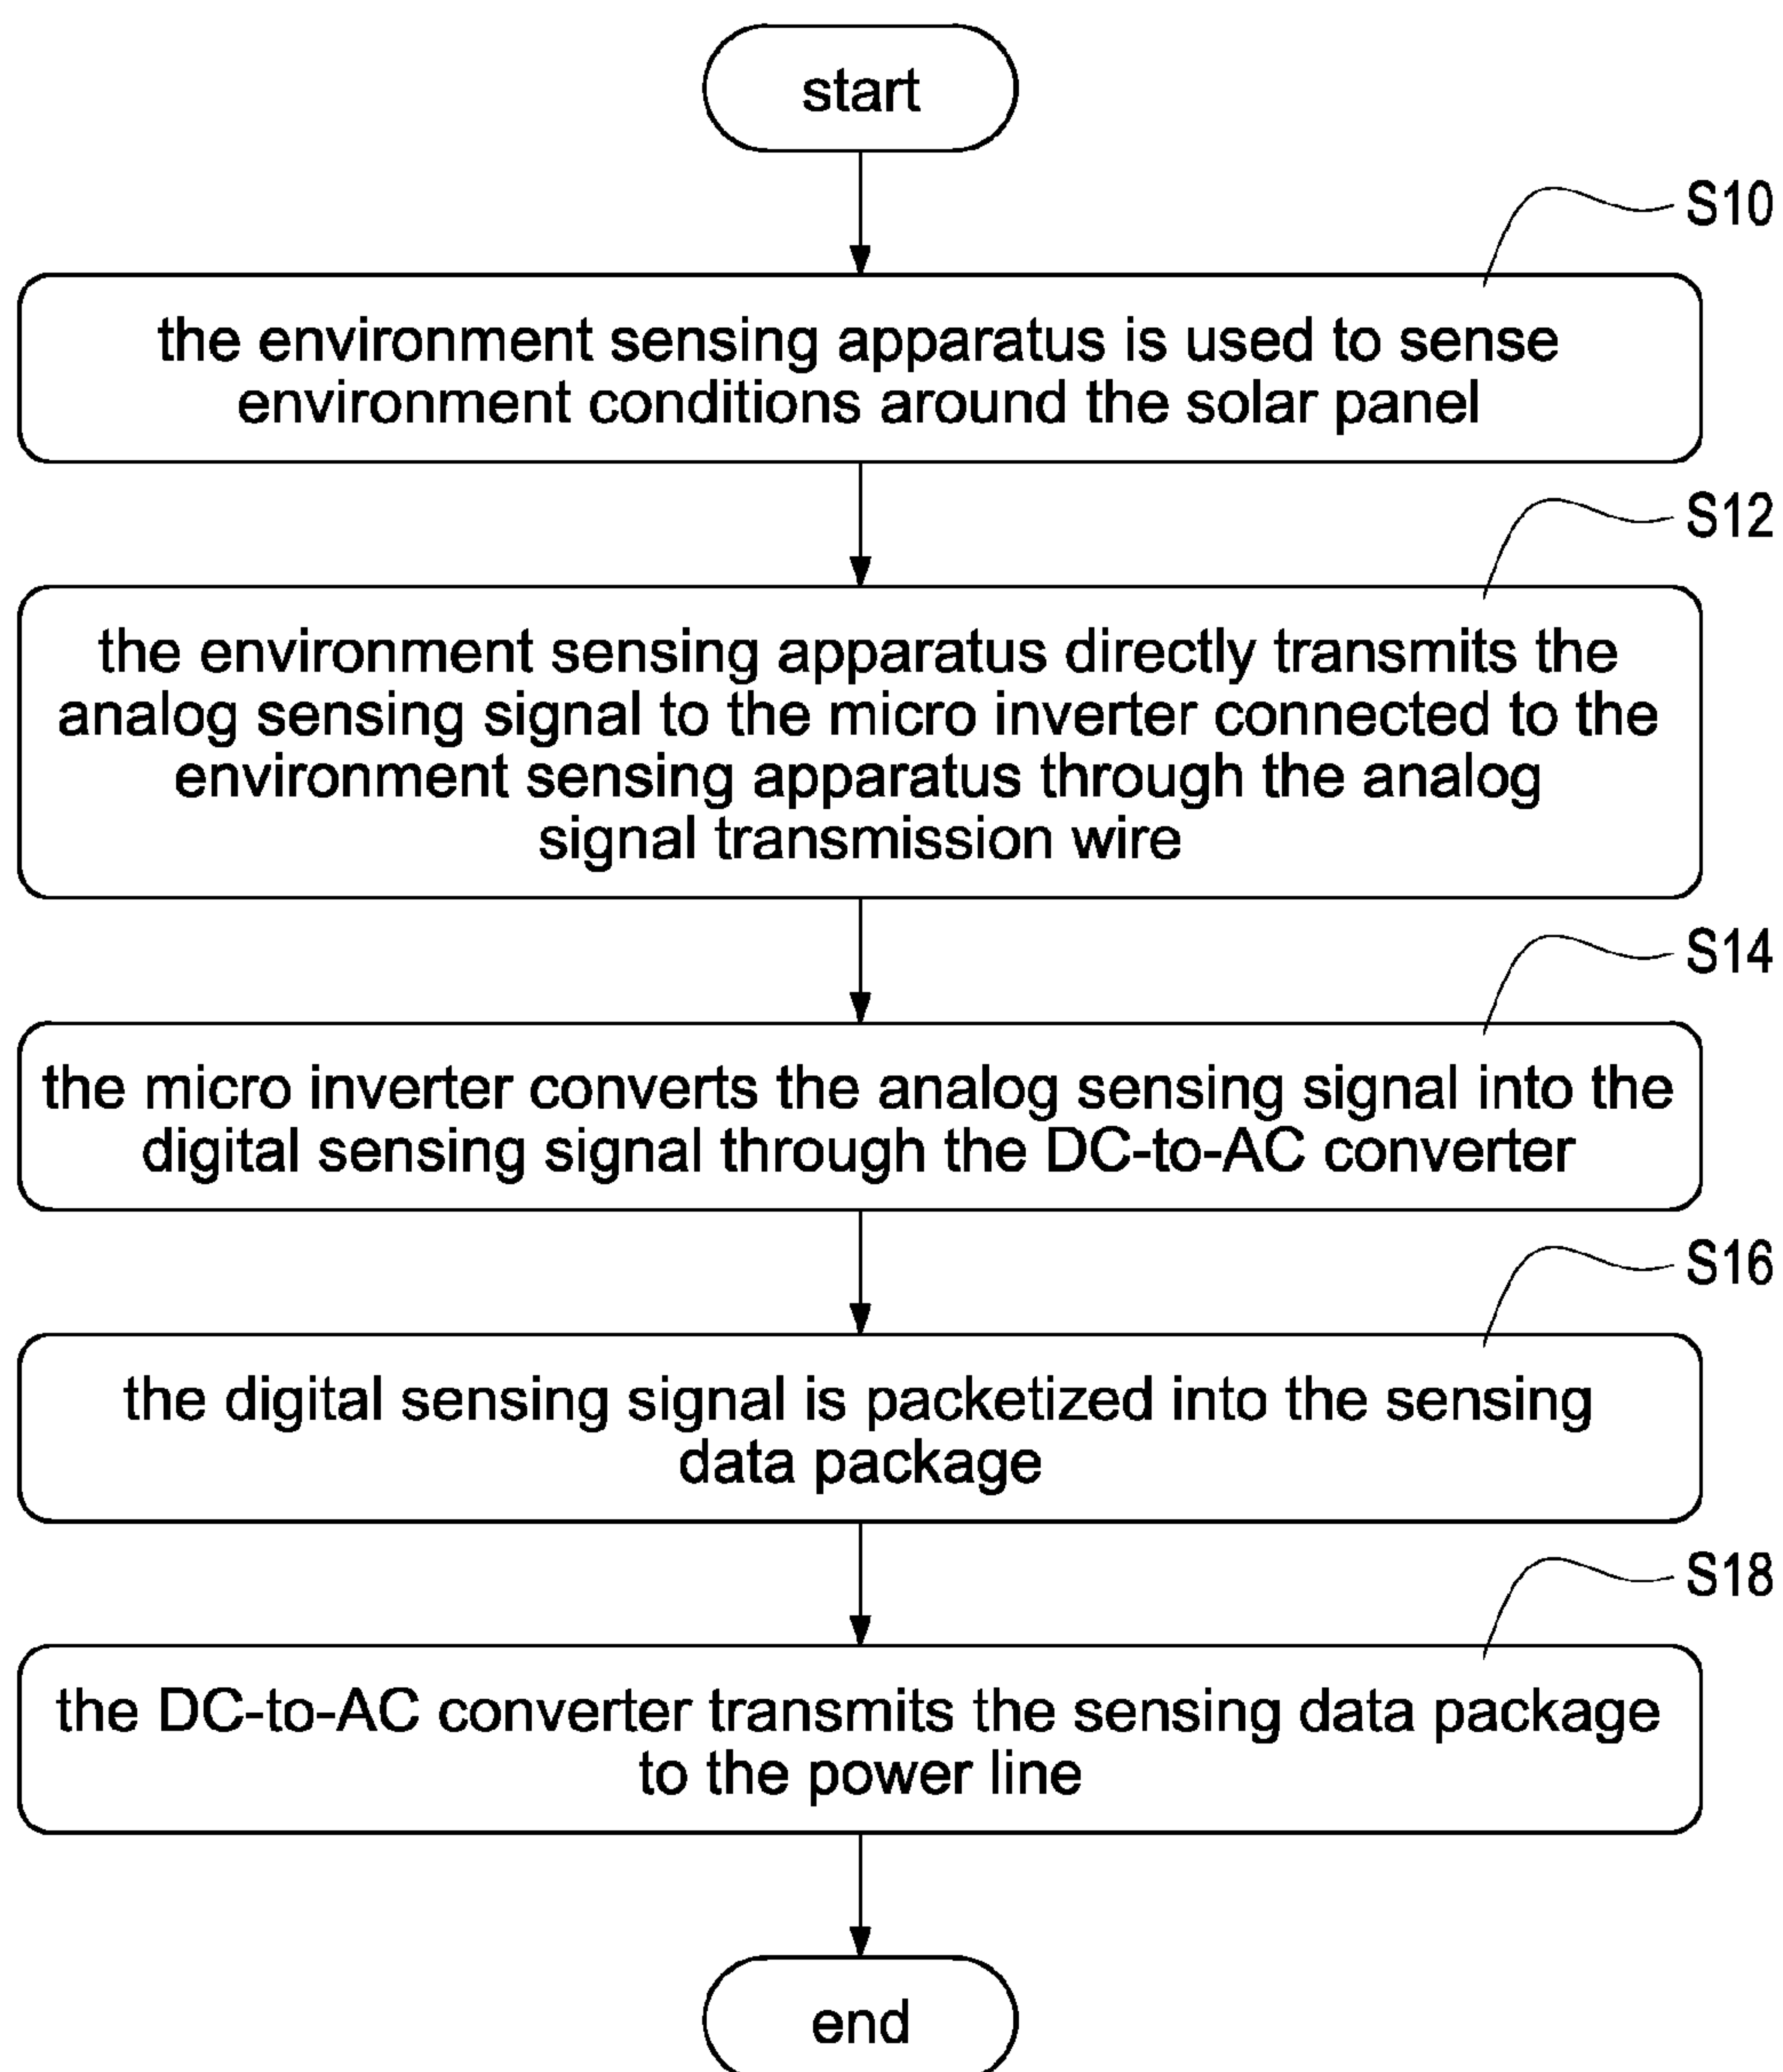 start
S10
the environment sensing apparatus is used to sense
environment conditions around the solar panel
S12
the environment sensing apparatus directly transmits the
analog sensing signal to the micro inverter connected to the
environment sensing apparatus through the analog
signal transmission wire
S14
the micro inverter converts the analog sensing signal into the
digital sensing signal through the DC-to-AC converter
S16
the digital sensing signal is packetized into the sensing
data package
S18
the DC-to-AC converter transmits the sensing data package
to the power line
end